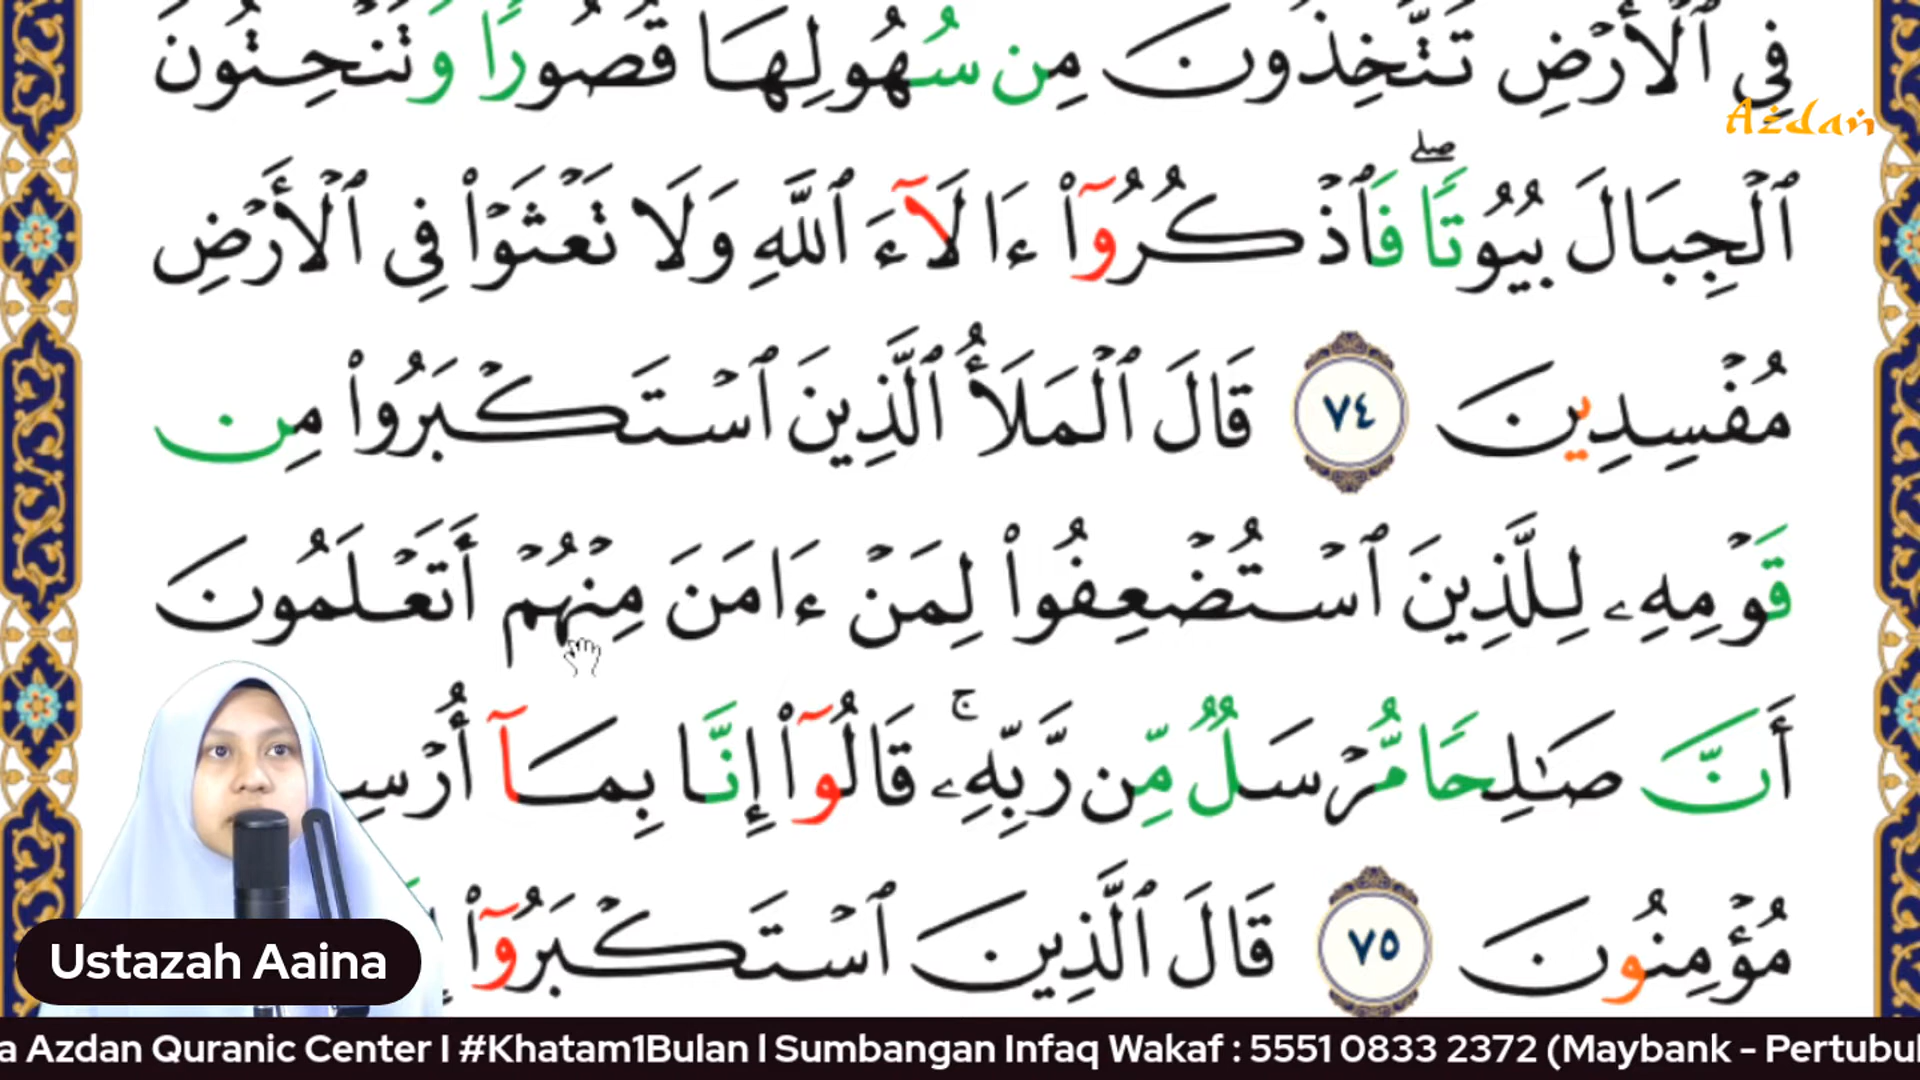 فِي ٱلْأَرْضِ تَتَّخِذُونَ مِن سُهُولِهَا قُصُورًا وَتَنْحِتُونَ
Azdan
ٱلْجِبَالَ بُيُوتًا ۖ فَٱذْكُرُوٓا۟ ءَالَآءَ ٱللَّهِ وَلَا تَعْثَوْا۟ فِى ٱلْأَرْضِ
مُفْسِدِينَ ٧٤ قَالَ ٱلْمَلَأُ ٱلَّذِينَ ٱسْتَكْبَرُوا۟ مِن
قَوْمِهِۦ لِلَّذِينَ ٱسْتُضْعِفُوا۟ لِمَنْ ءَامَنَ مِنْهُمْ أَتَعْلَمُونَ
أَنَّ صَـٰلِحًا مُّرْسَلٌ مِّن رَّبِّهِۦ ۚ قَالُوٓا۟ إِنَّا بِمَآ
مُؤْمِنُونَ ٧٥ قَالَ ٱلَّذِينَ ٱسْتَكْبَرُوٓا۟
Ustazah Aaina
a Azdan Quranic Center I #Khatam1Bulan l Sumbangan Infaq Wakaf : 5551 0833 2372 (Maybank - Pertubu